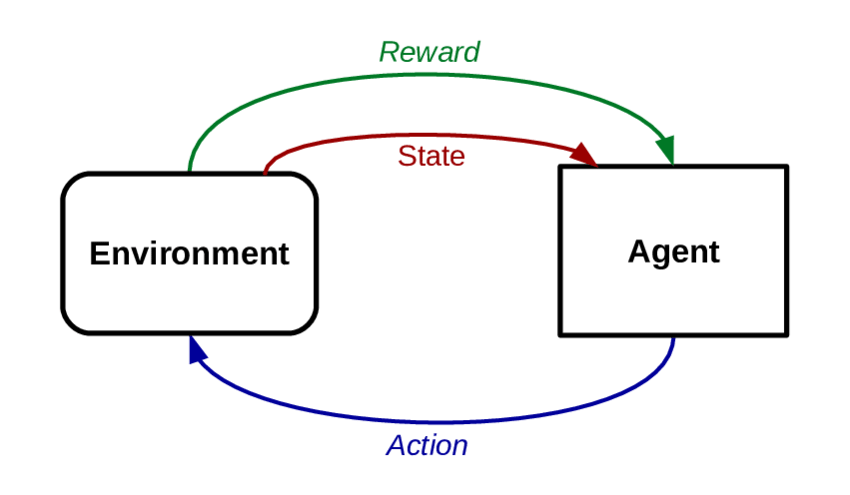 Reward
State
Environment
Agent
Action